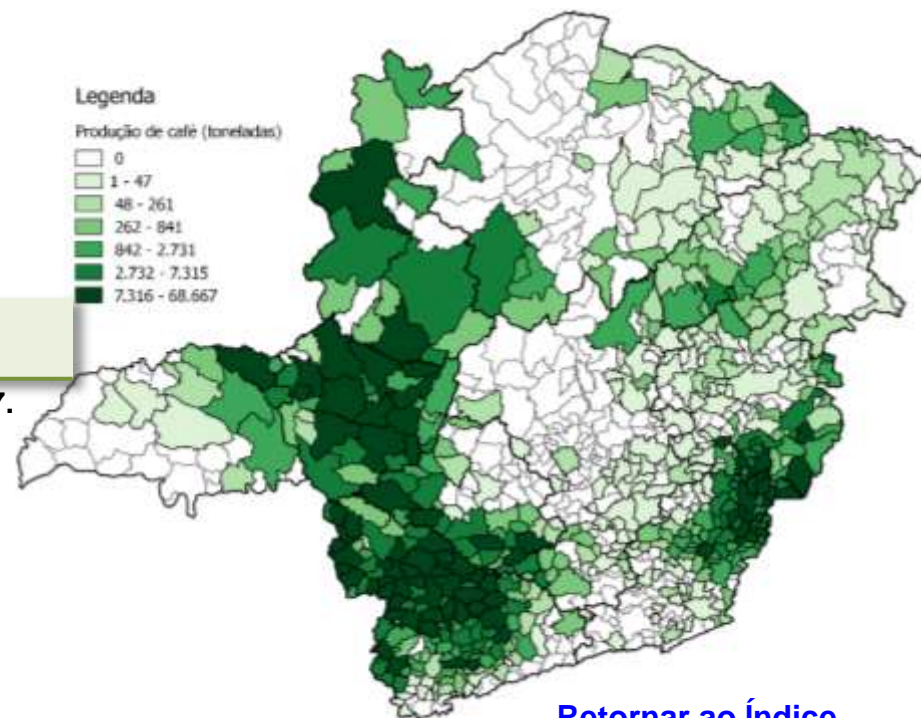 Legenda
Produção de café (toneladas)
0
1 - 47
48 - 261
262 - 841
842 - 2.731
2.732 - 7.315
7.316 - 68.667
7.
Retornar ao Índice